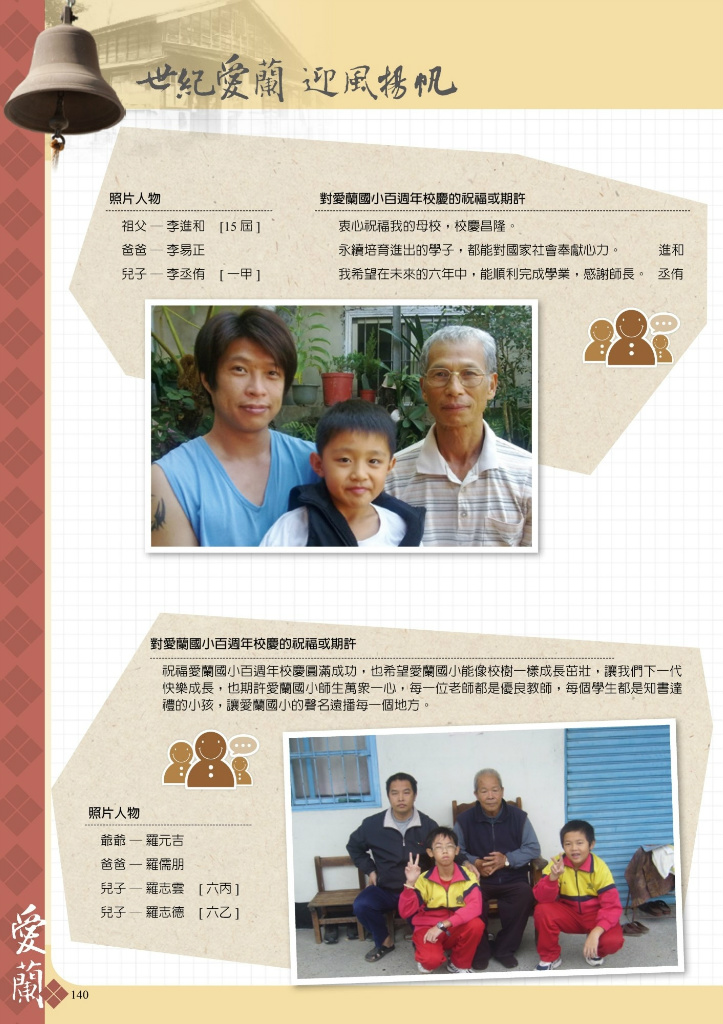 世紀愛蘭 迎風揚帆
照片人物
祖父 — 李進和 [15 屆]
爸爸 — 李易正
兒子 — 李丞侑 [一甲]
對愛蘭國小百週年校慶的祝福或期許
衷心祝福我的母校,校慶昌隆。
永續培育進出的學子,都能對國家社會奉獻心力。 進和
我希望在未來的六年中,能順利完成學業,感謝師長。 丞侑
對愛蘭國小百週年校慶的祝福或期許
祝福愛蘭國小百週年校慶圓滿成功,也希望愛蘭國小能像校樹一樣成長茁壯,讓我們下一代
快樂成長,也期許愛蘭國小師生萬衆一心,每一位老師都是優良教師,每個學生都是知書達
禮的小孩,讓愛蘭國小的聲名遠播每一個地方。
照片人物
爺爺 — 羅元吉
爸爸 — 羅儒朋
兒子 — 羅志雲 [六丙]
兒子 — 羅志德 [六乙]
愛蘭
140